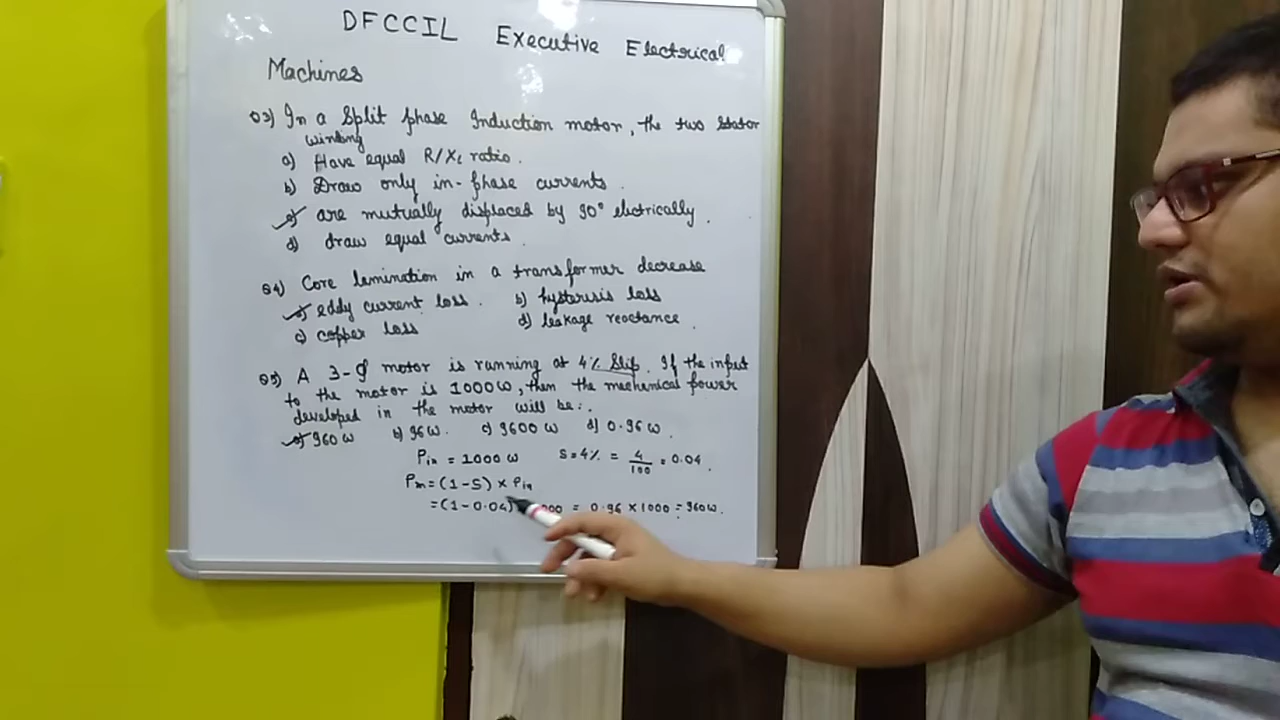 DFCCIL Executive Electrical
Machines
Q3) In a Split phase Induction motor, the two stator
winding
a) Have equal R/XL ratio.
b) Draw only in-phase currents.
c) are mutually displaced by 90° electrically.
d) draw equal currents.
Q4) Core lamination in a transformer decrease
a) eddy current loss. b) hysterisis loss
c) copper loss d) leakage reactance.
Q5) A 3-φ motor is running at 4% Slip. If the input
to the motor is 1000W, then the mechenical power
developed in the motor will be:.
a) 960 W b) 96W. c) 9600 W d) 0.96 W.
Pin = 1000 W S = 4% = 4/100 = 0.04.
Pm = (1-S) × Pin
= (1-0.04) = 0.96 × 1000 = 960W.